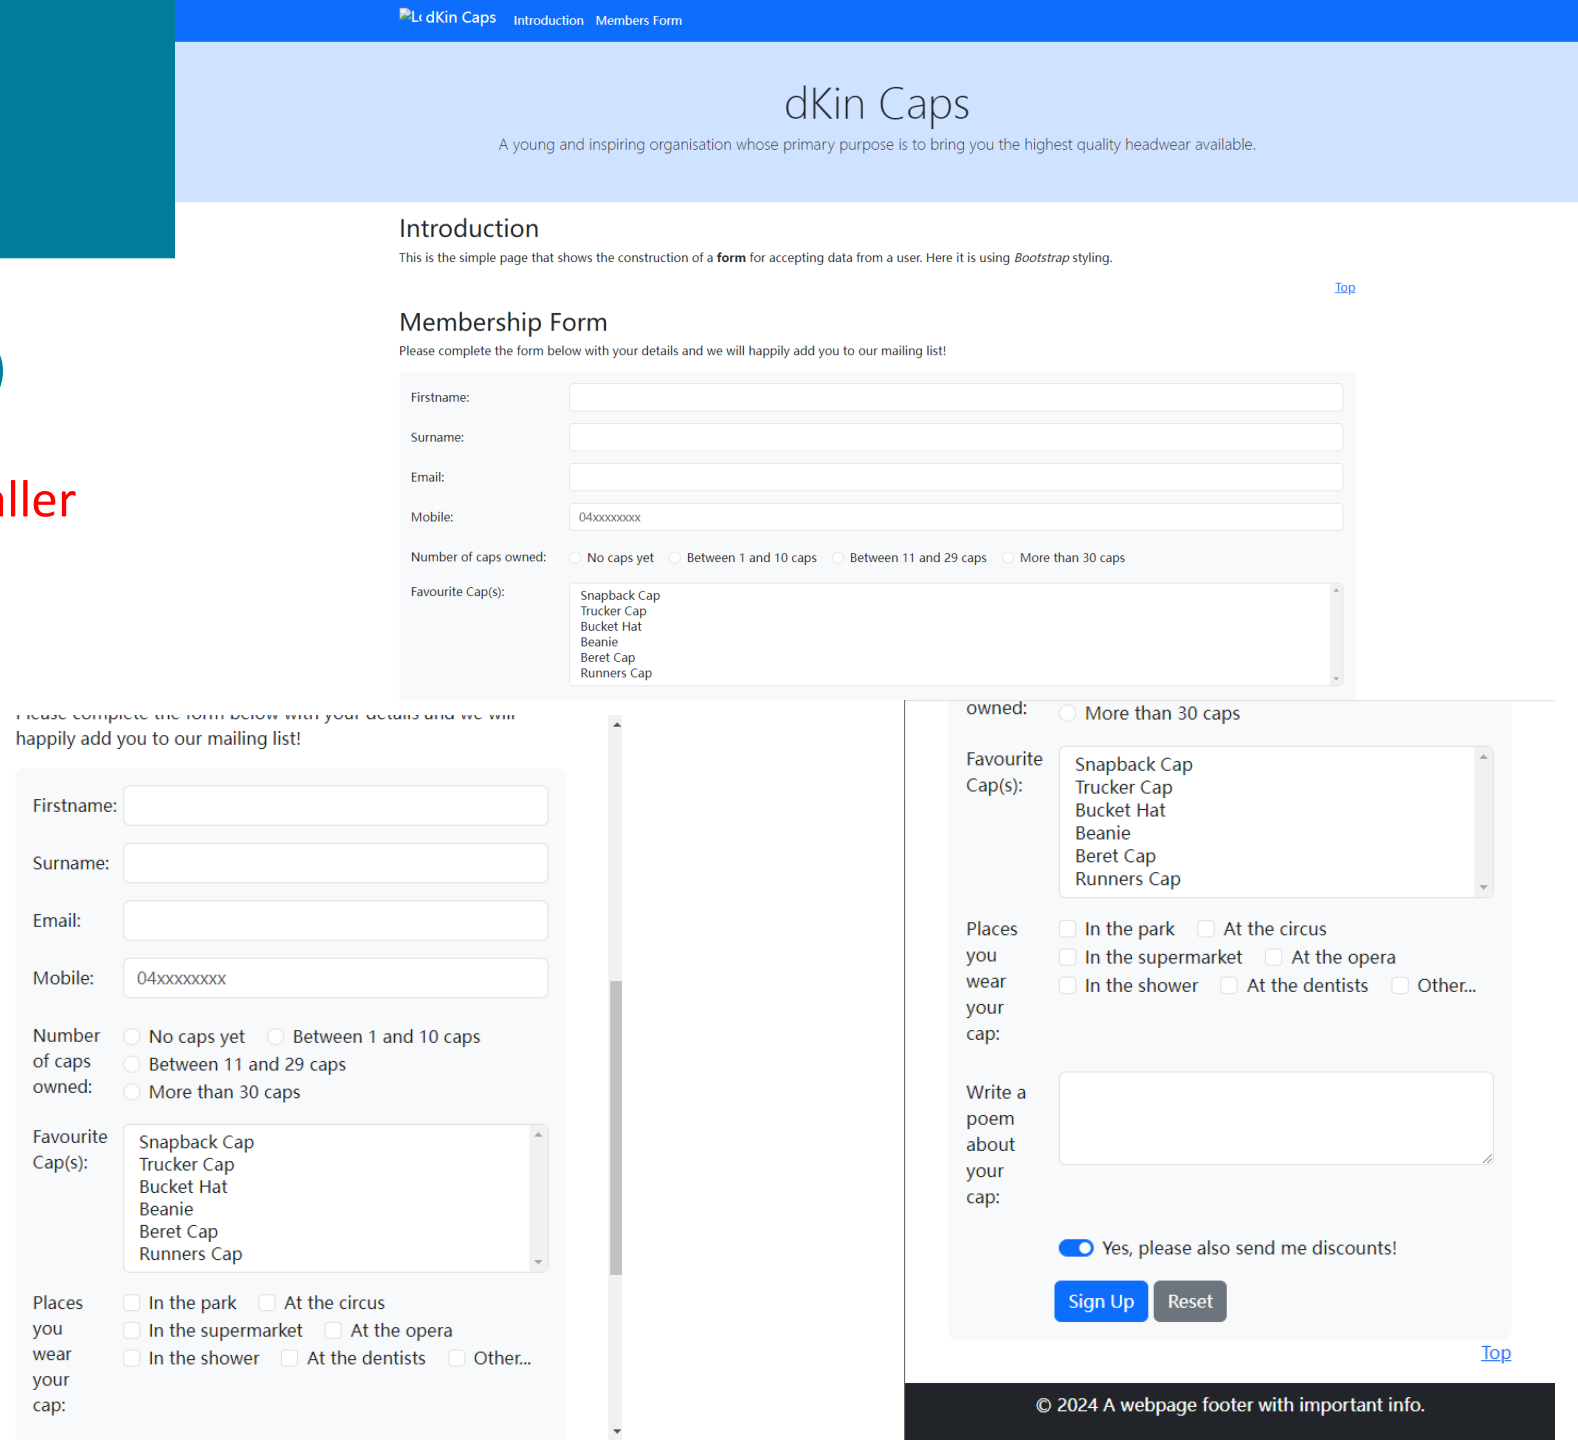 dKin Caps
Introduction Members Form
dKin Caps
A young and inspiring organisation whose primary purpose is to bring you the highest quality headwear available.
Introduction
This is the simple page that shows the construction of a form for accepting data from a user. Here it is using Bootstrap styling.
Top
Membership Form
Please complete the form below with your details and we will happily add you to our mailing list!
Firstname:
Surname:
Email:
Mobile: 04xxxxxxxx
Number of caps owned: No caps yet Between 1 and 10 caps Between 11 and 29 caps More than 30 caps
Favourite Cap(s): Snapback Cap
Trucker Cap
Bucket Hat
Beanie
Beret Cap
Runners Cap
ller
Please complete the form below with your details and we will
happily add you to our mailing list!
Firstname:
Surname:
Email:
Mobile: 04xxxxxxxx
Number of caps owned:
No caps yet Between 1 and 10 caps
Between 11 and 29 caps
More than 30 caps
Favourite Cap(s):
Snapback Cap
Trucker Cap
Bucket Hat
Beanie
Beret Cap
Runners Cap
Places you wear your cap:
In the park At the circus
In the supermarket At the opera
In the shower At the dentists Other...
owned: More than 30 caps
Favourite Cap(s):
Snapback Cap
Trucker Cap
Bucket Hat
Beanie
Beret Cap
Runners Cap
Places you wear your cap:
In the park At the circus
In the supermarket At the opera
In the shower At the dentists Other...
Write a poem about your cap:
Yes, please also send me discounts!
Sign Up Reset
Top
© 2024 A webpage footer with important info.